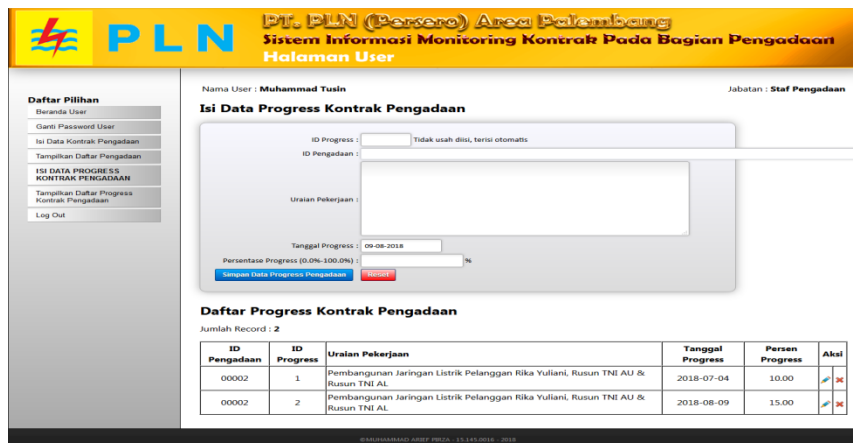 PLN
PT. PLN (Persero) Area Palembang
Sistem Informasi Monitoring Kontrak Pada Bagian Pengadaan
Halaman User
Nama User : Muhammad Tusin
Jabatan : Staf Pengadaan
Daftar Pilihan
Beranda User
Ganti Password User
Isi Data Kontrak Pengadaan
Tampilkan Daftar Pengadaan
ISI DATA PROGRESS
KONTRAK PENGADAAN
Tampilkan Daftar Progress
Kontrak Pengadaan
Log Out
Isi Data Progress Kontrak Pengadaan
ID Progress : Tidak usah diisi, terisi otomatis
ID Pengadaan :
Uraian Pekerjaan :
Tanggal Progress : 09-08-2018
Persentase Progress (0.0%-100.0%) : %
Simpan Data Progress Pengadaan Reset
Daftar Progress Kontrak Pengadaan
Jumlah Record : 2
ID Pengadaan ID Progress Uraian Pekerjaan Tanggal Progress Persen Progress Aksi
00002 1 Pembangunan Jaringan Listrik Pelanggan Rika Yuliani, Rusun TNI AU &
Rusun TNI AL 2018-07-04 10.00
00002 2 Pembangunan Jaringan Listrik Pelanggan Rika Yuliani, Rusun TNI AU &
Rusun TNI AL 2018-08-09 15.00
©MUHAMMAD ARIEF PIRZA - 15.145.0016 - 2018